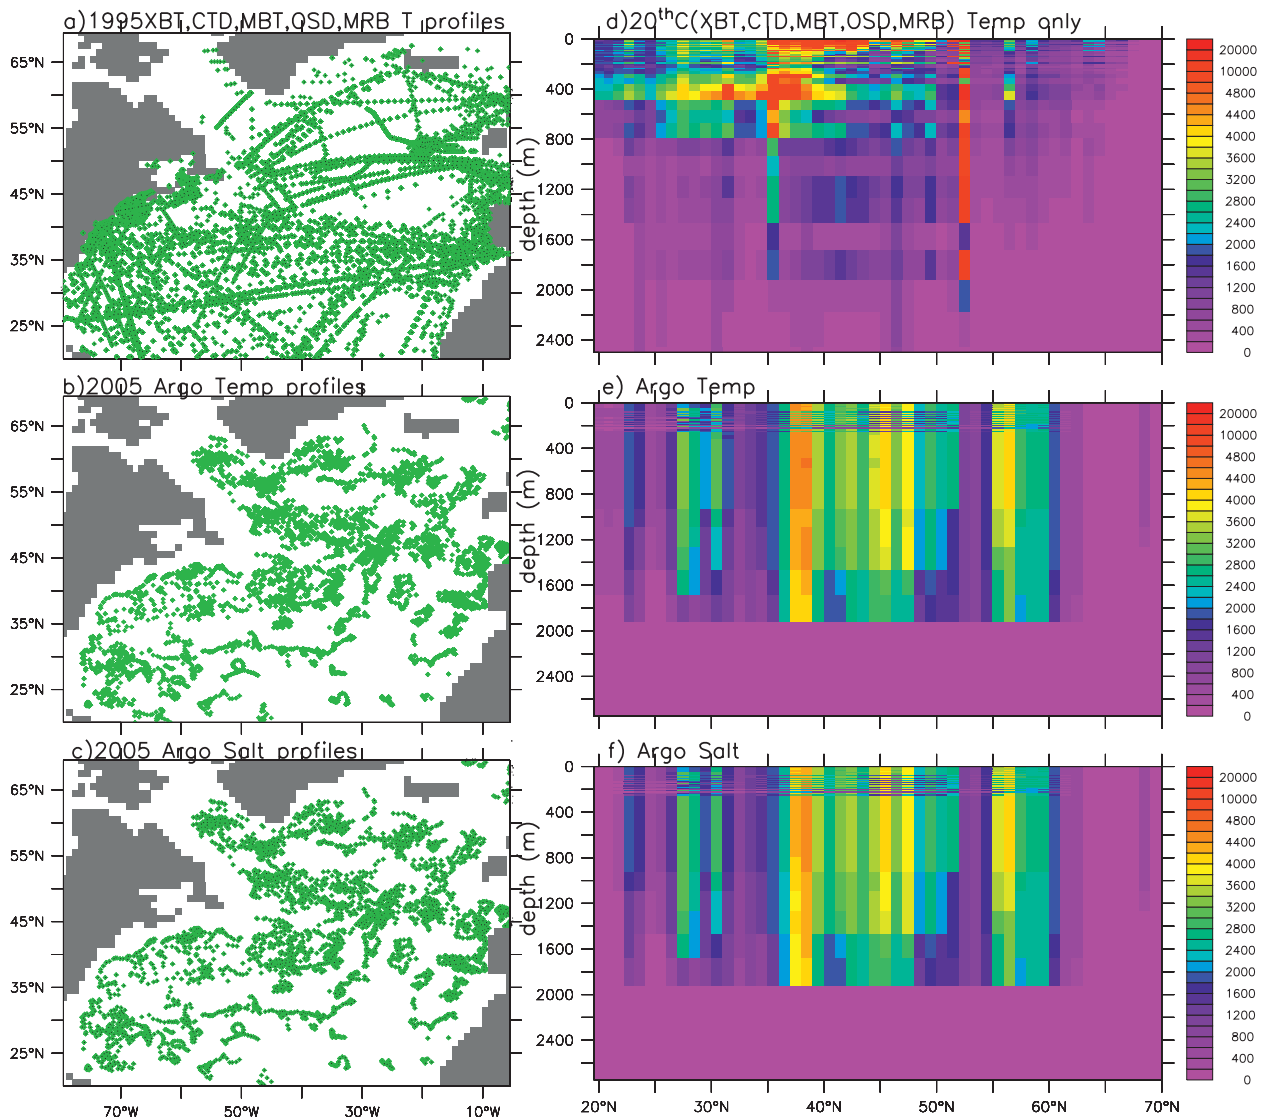 a)1995XBT,CTD,MBT,OSD,MRB T profiles
65°N
55°N
45°N
35°N
25°N
d)20thC(XBT,CTD,MBT,OSD,MRB) Temp only
0
400
800
1200
1600
2000
2400
depth (m)
20000
10000
4400
4000
3600
3200
2800
2400
2000
1600
1200
800
400
0
b)2005 Argo Temp profiles
65°N
55°N
45°N
35°N
25°N
e) Argo Temp
0
400
800
1200
1600
2000
2400
depth (m)
20000
10000
4400
4000
3600
3200
2800
2400
2000
1600
1200
800
400
0
c)2005 Argo Salt profiles
65°N
55°N
45°N
35°N
25°N
70°W
50°W
30°W
10°W
f) Argo Salt
0
400
800
1200
1600
2000
2400
depth (m)
20°N
30°N
40°N
50°N
60°N
70°N
20000
10000
4400
4000
3600
3200
2800
2400
2000
1600
1200
800
400
0